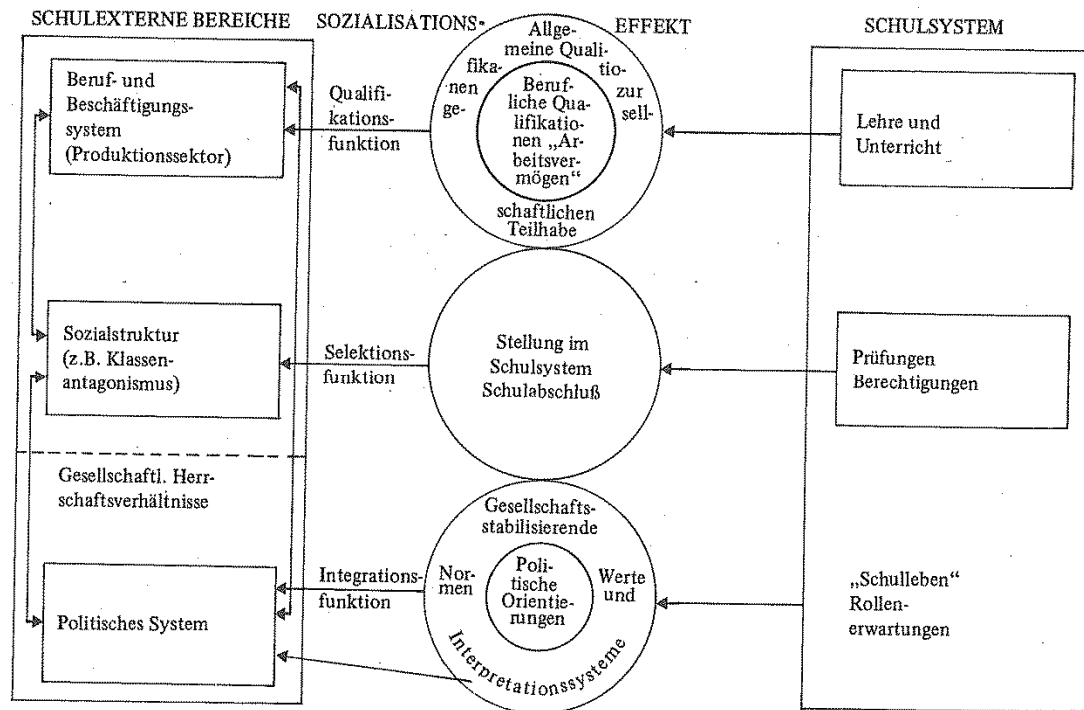 SCHULEXTERNE BEREICHE
SOZIALISATIONS-
EFFEKT
SCHULSYSTEM
Beruf- und
Beschäftigungs-
system
(Produktionssektor)
Qualifi-
kations-
funktion
Allge-
meine Quali-
fika-
tio-
nen
zur
ge-
sell-
schaftlichen
Teilhabe
Beruf-
liche Qua-
lifikatio-
nen „Ar-
beitsver-
mögen“
Lehre und
Unterricht
Sozialstruktur
(z.B. Klassen-
antagonismus)
Selektions-
funktion
Stellung im
Schulsystem
Schulabschluß
Prüfungen
Berechtigungen
Gesellschaftl. Herr-
schaftsverhältnisse
Politisches System
Integrations-
funktion
Gesellschafts-
stabilisierende
Nor-
men
Werte
und
Interpretationssysteme
Poli-
tische
Orientie-
rungen
„Schulleben“
Rollen-
erwartungen